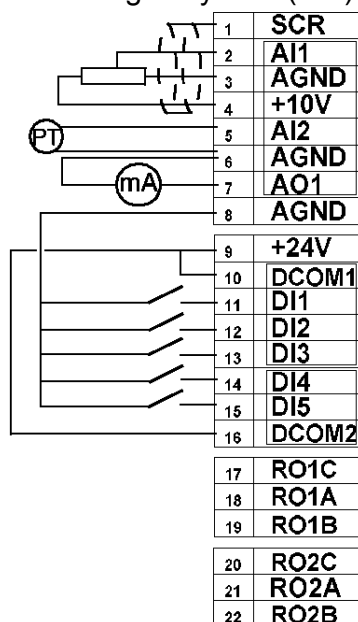 1 SCR
2 AI1
3 AGND
4 +10V
PT 5 AI2
6 AGND
mA 7 AO1
8 AGND
9 +24V
10 DCOM1
11 DI1
12 DI2
13 DI3
14 DI4
15 DI5
16 DCOM2
17 RO1C
18 RO1A
19 RO1B
20 RO2C
21 RO2A
22 RO2B